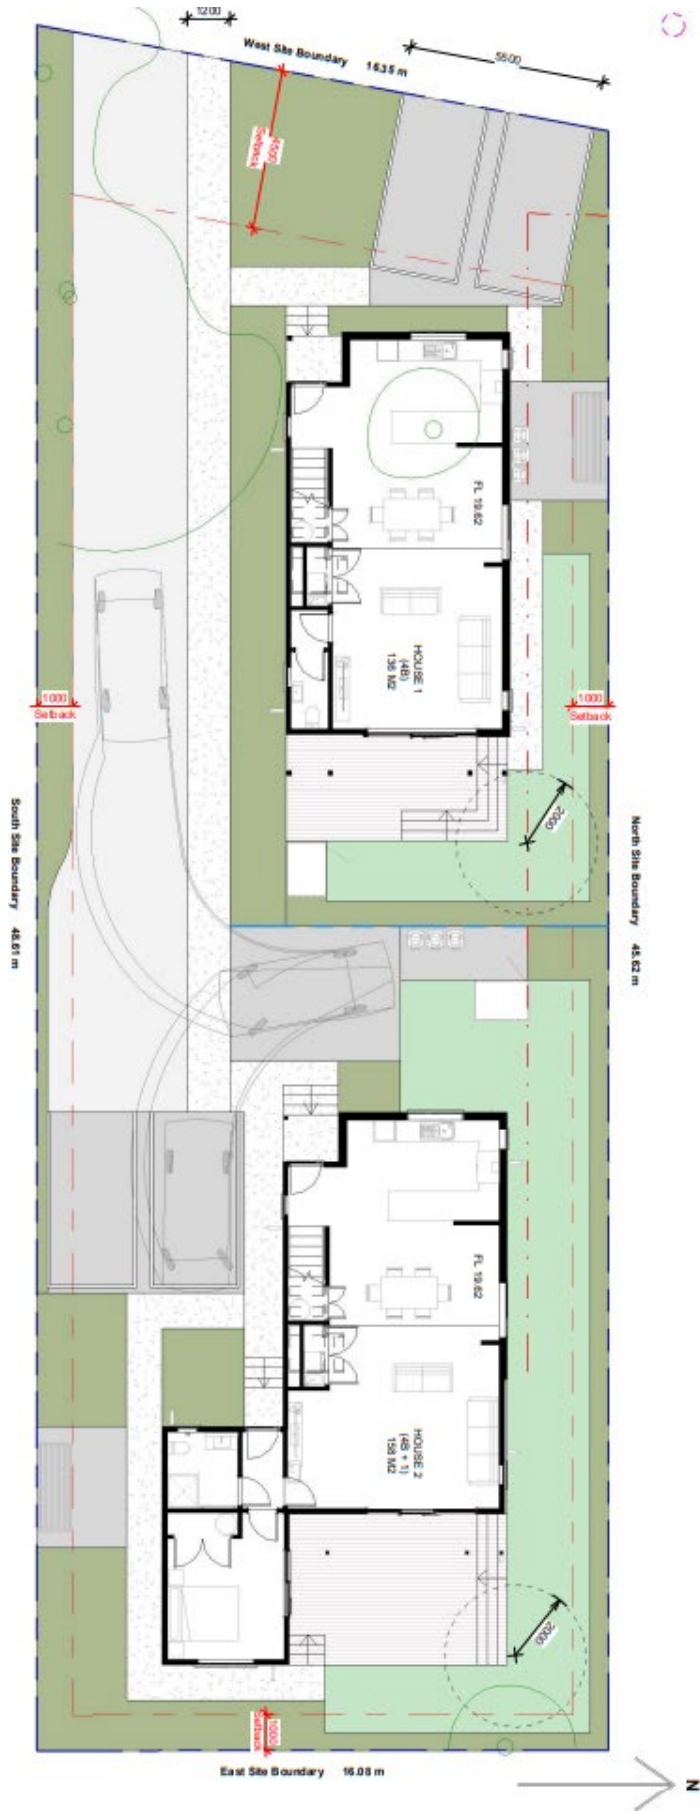 1200
West Site Boundary 16.35 m
5500
4500
Setback
FL 19.62
HOUSE 1
(4B)
136 M2
1000
Setback
1000
Setback
2000
South Site Boundary 48.61 m
North Site Boundary 45.62 m
FL 19.62
HOUSE 2
(4B + 1)
158 M2
2000
1000
Setback
East Site Boundary 16.08 m
N